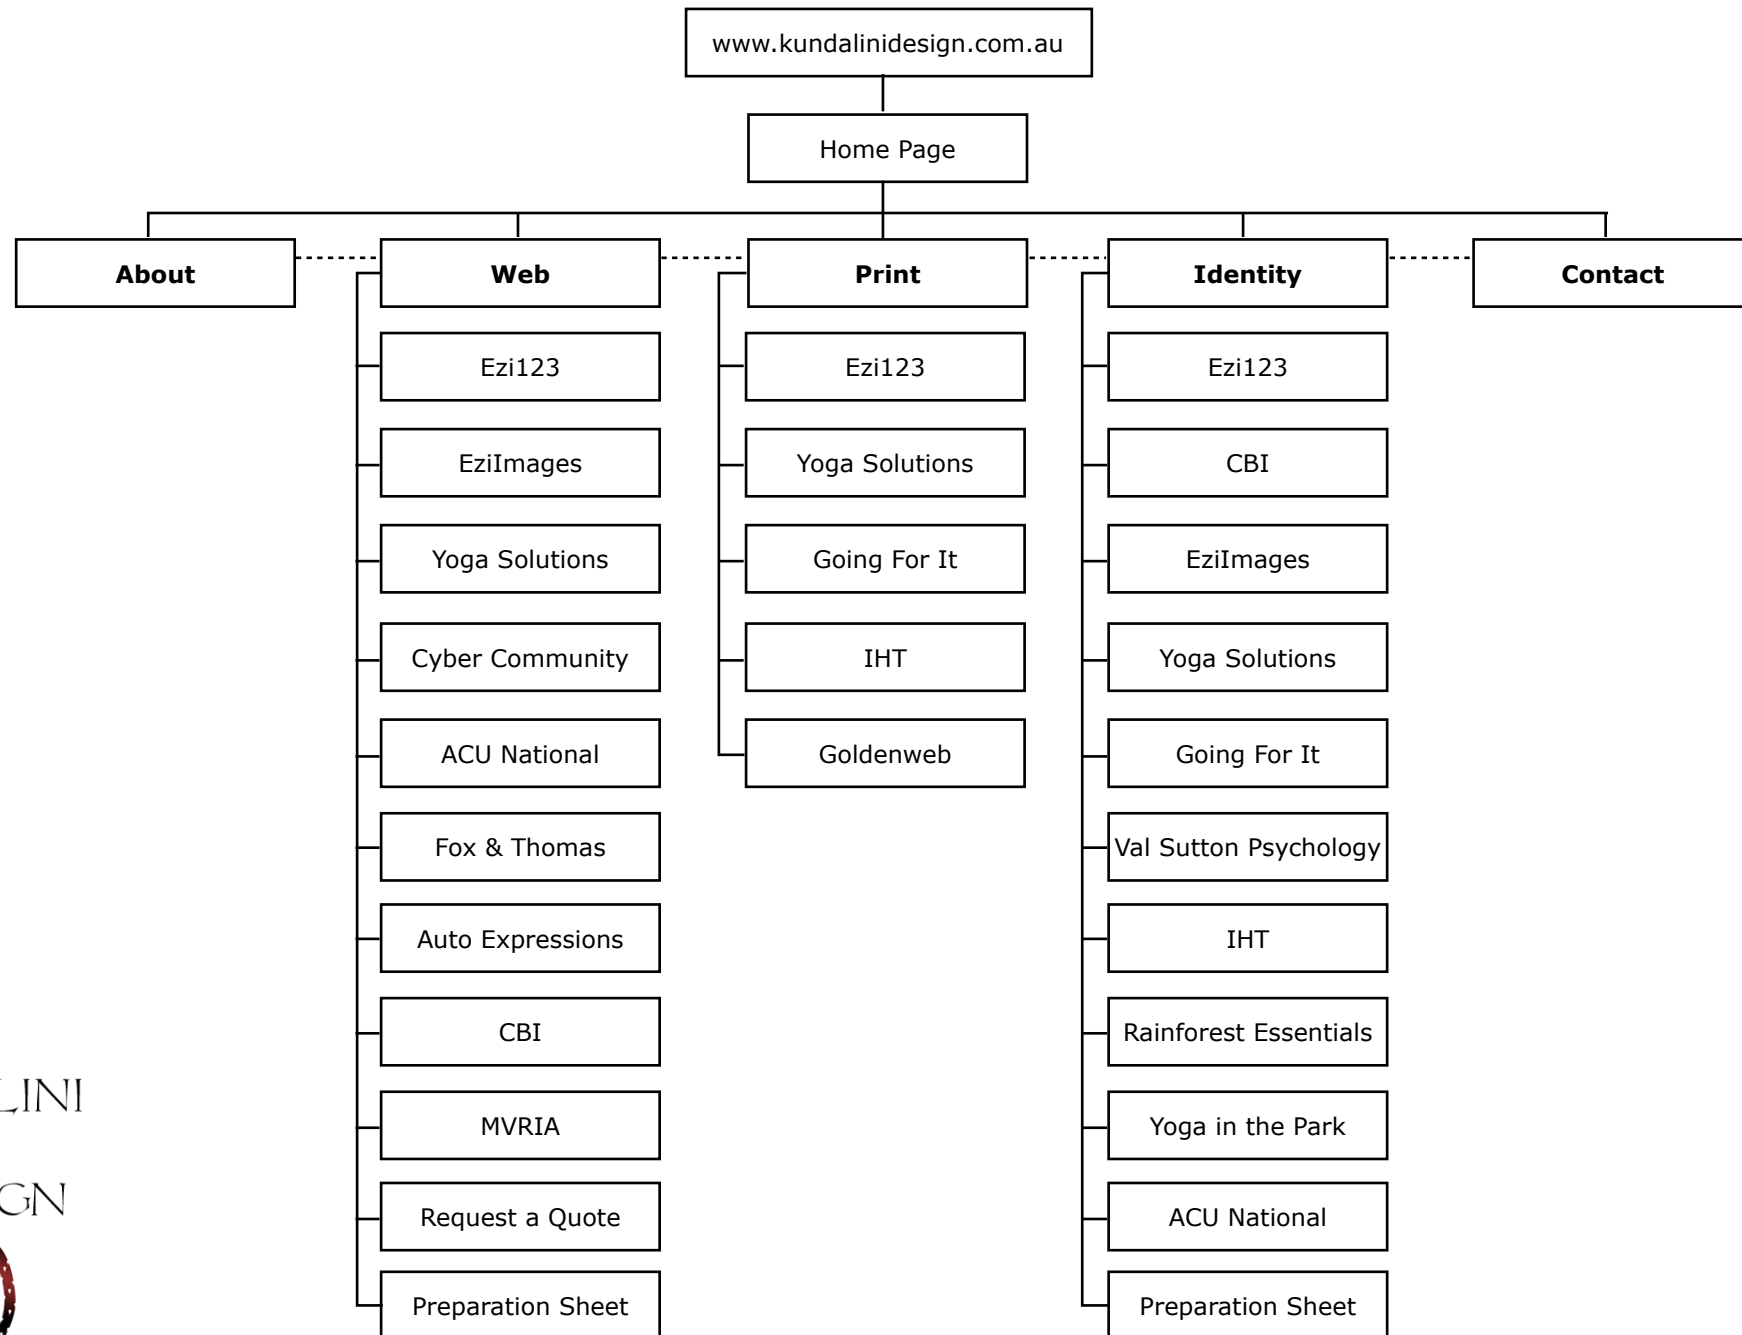 www.kundalinidesign.com.au
Home Page
About
Web
Print
Identity
Contact
Ezi123
EziImages
Yoga Solutions
Cyber Community
ACU National
Fox & Thomas
Auto Expressions
CBI
MVRIA
Request a Quote
Preparation Sheet
Ezi123
Yoga Solutions
Going For It
IHT
Goldenweb
Ezi123
CBI
EziImages
Yoga Solutions
Going For It
Val Sutton Psychology
IHT
Rainforest Essentials
Yoga in the Park
ACU National
Preparation Sheet